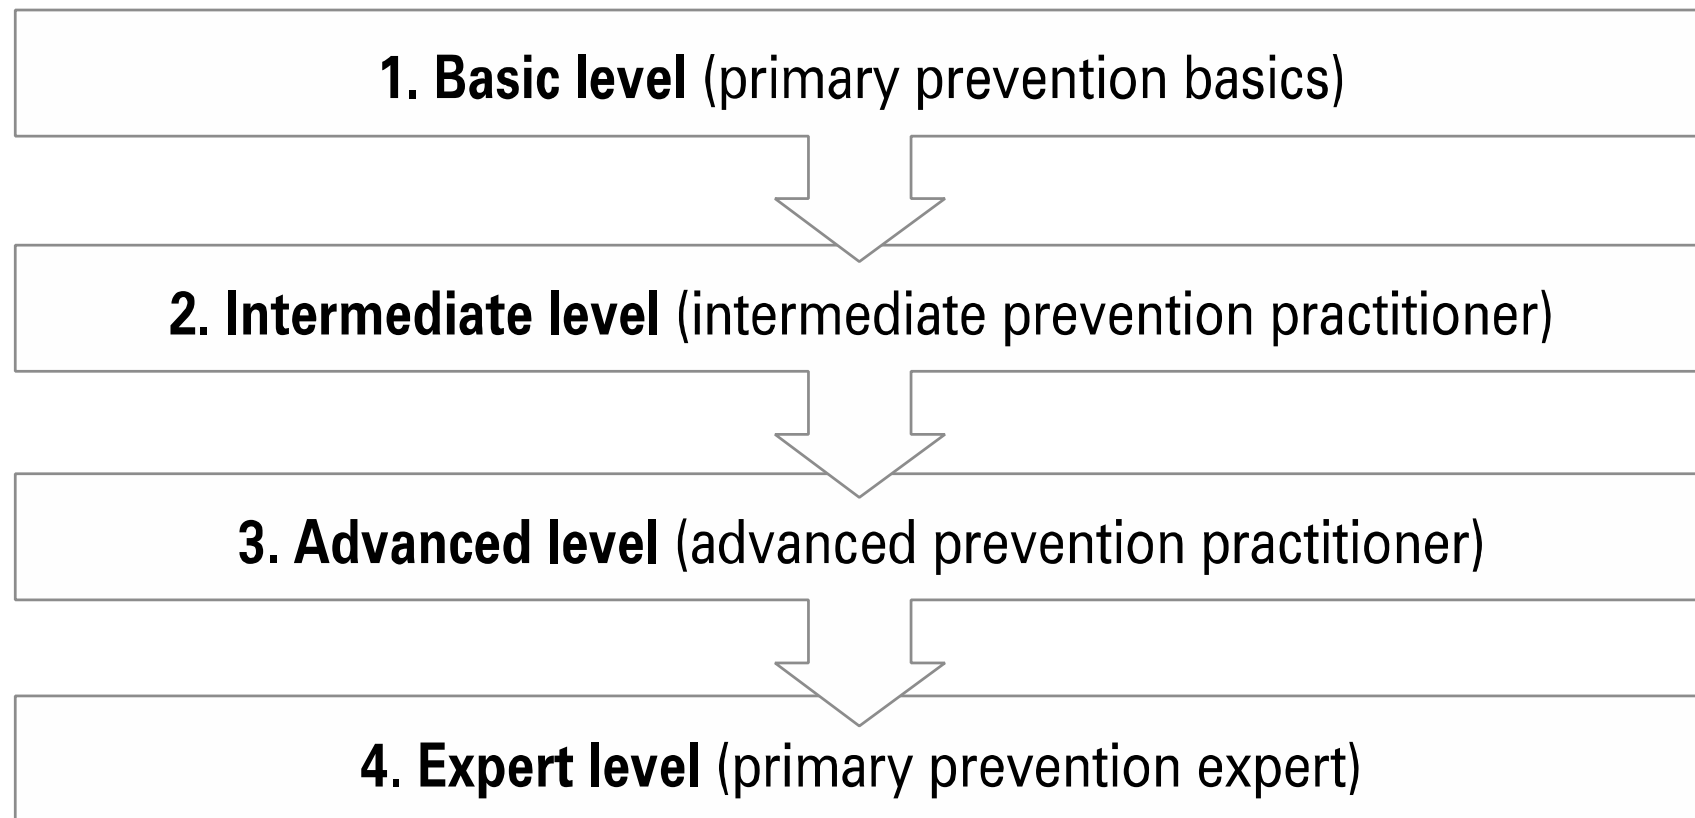 1. Basic level (primary prevention basics)
2. Intermediate level (intermediate prevention practitioner)
3. Advanced level (advanced prevention practitioner)
4. Expert level (primary prevention expert)